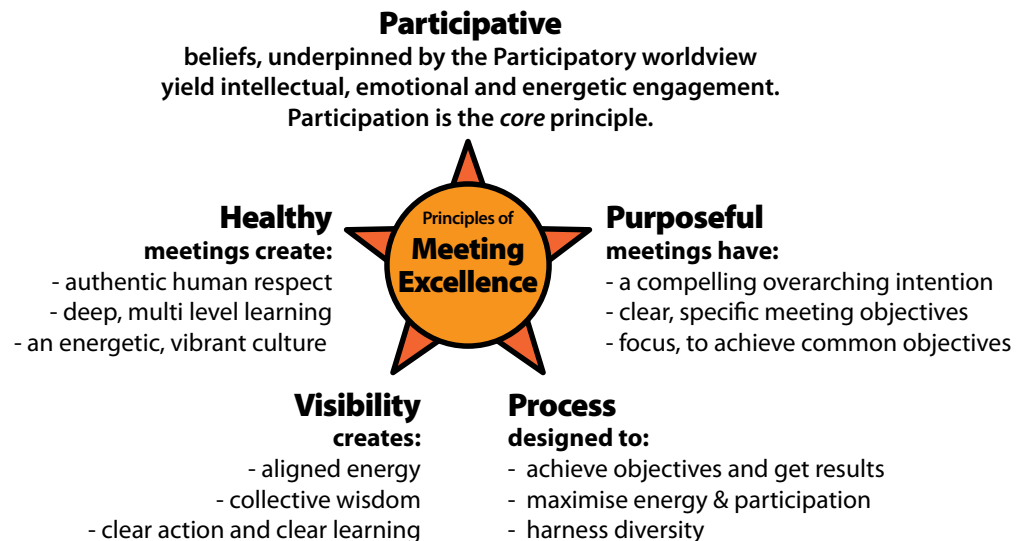 Participative
beliefs, underpinned by the Participatory worldview
yield intellectual, emotional and energetic engagement.
Participation is the core principle.
Principles of
Meeting
Excellence
Healthy
meetings create:
- authentic human respect
- deep, multi level learning
- an energetic, vibrant culture
Purposeful
meetings have:
- a compelling overarching intention
- clear, specific meeting objectives
- focus, to achieve common objectives
Visibility
creates:
- aligned energy
- collective wisdom
- clear action and clear learning
Process
designed to:
- achieve objectives and get results
- maximise energy & participation
- harness diversity